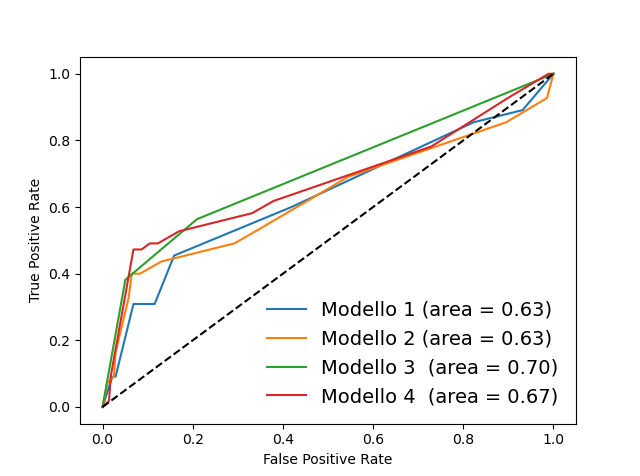 1.0
0.8
0.6
0.4
0.2
0.0
True Positive Rate
Modello 1 (area = 0.63)
Modello 2 (area = 0.63)
Modello 3  (area = 0.70)
Modello 4  (area = 0.67)
0.0 0.2 0.4 0.6 0.8 1.0
False Positive Rate